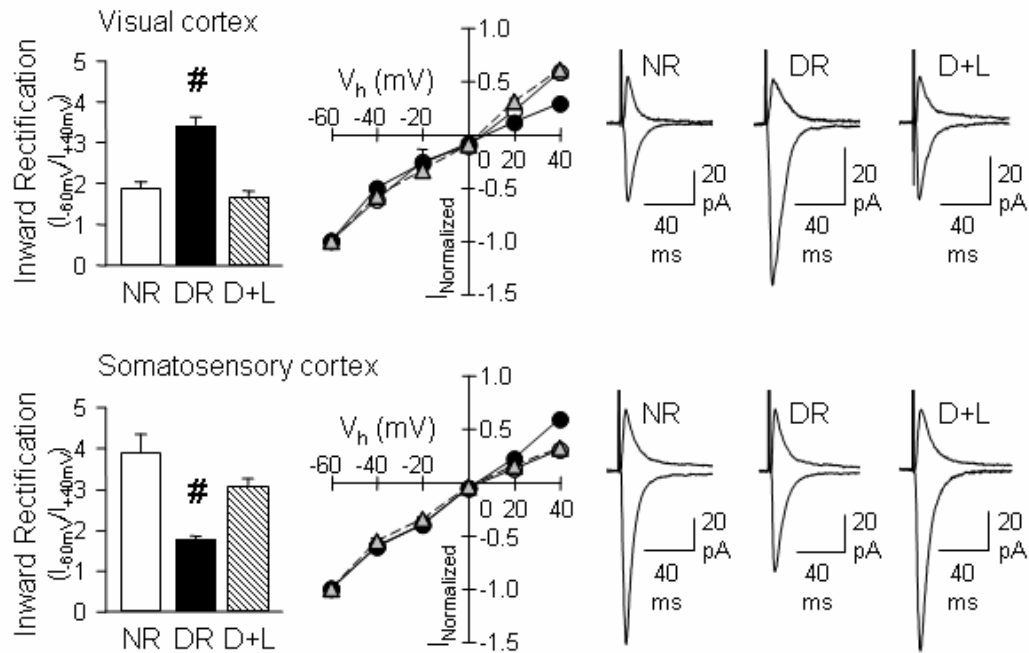 Visual cortex
Inward Rectification
(I-60mV/I+40mV)
5
4
3
2
1
0
#
NR DR D+L
Vh (mV)
-60 -40 -20
0 20 40
1.0
0.5
-0.5
-1.0
-1.5
INormalized
NR
20
pA
40
ms
DR
20
pA
40
ms
D+L
20
pA
40
ms
Somatosensory cortex
Inward Rectification
(I-60mV/I+40mV)
5
4
3
2
1
0
#
NR DR D+L
Vh (mV)
-60 -40 -20
0 20 40
1.0
0.5
-0.5
-1.0
-1.5
INormalized
NR
20
pA
40
ms
DR
20
pA
40
ms
D+L
20
pA
40
ms